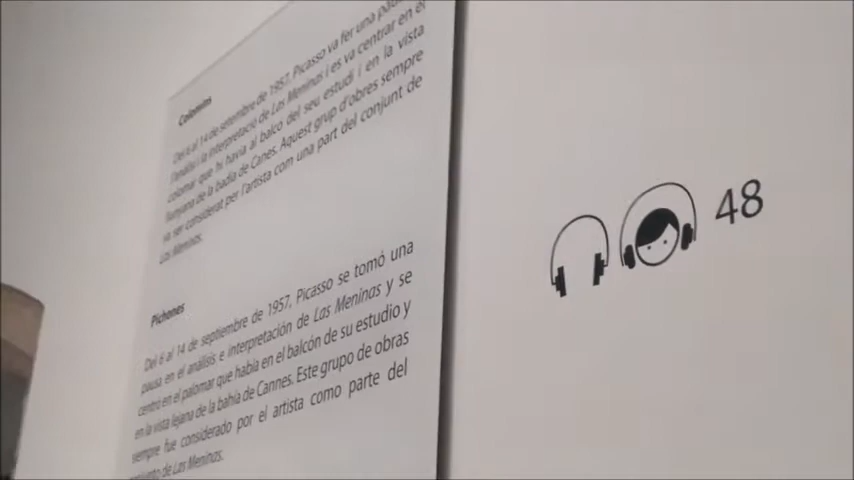 Colomins
Del 6 al 14 de setembre de 1957, Picasso va fer una pausa en
l'anàlisi i la interpretació de Las Meninas i es va centrar en el
colomar que hi havia al balcó del seu estudi i en la vista
llunyana de la badia de Canes. Aquest grup d'obres sempre
va ser considerat per l'artista com una part del conjunt de
Las Meninas.
Pichones
Del 6 al 14 de septiembre de 1957, Picasso se tomó una
pausa en el análisis e interpretación de Las Meninas y se
centró en el palomar que había en el balcón de su estudio y
en la vista lejana de la bahía de Cannes. Este grupo de obras
siempre fue considerado por el artista como parte del
conjunto de Las Meninas.
48